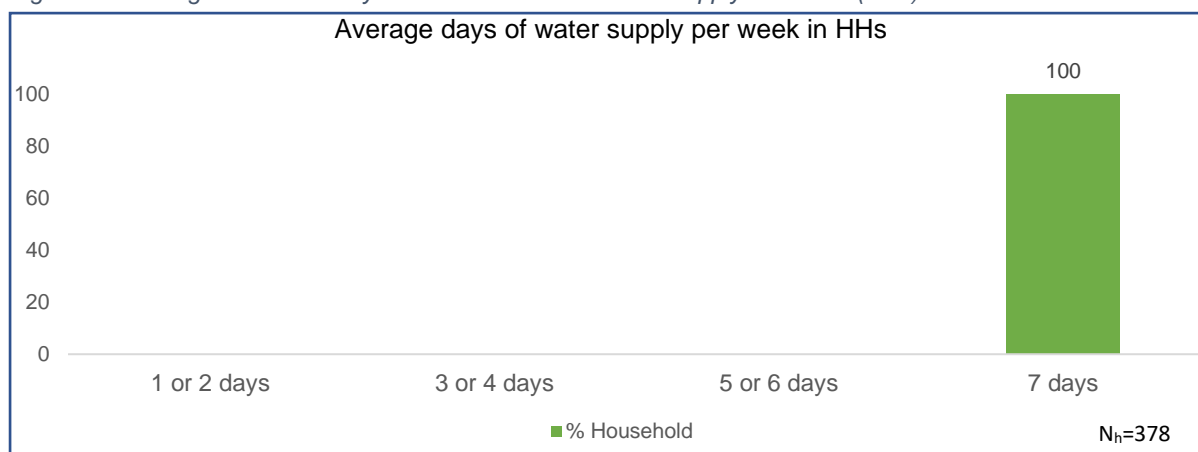 Average days of water supply per week in HHs
100
100
80
60
40
20
0
1 or 2 days 3 or 4 days 5 or 6 days 7 days
% Household
Nₕ=378